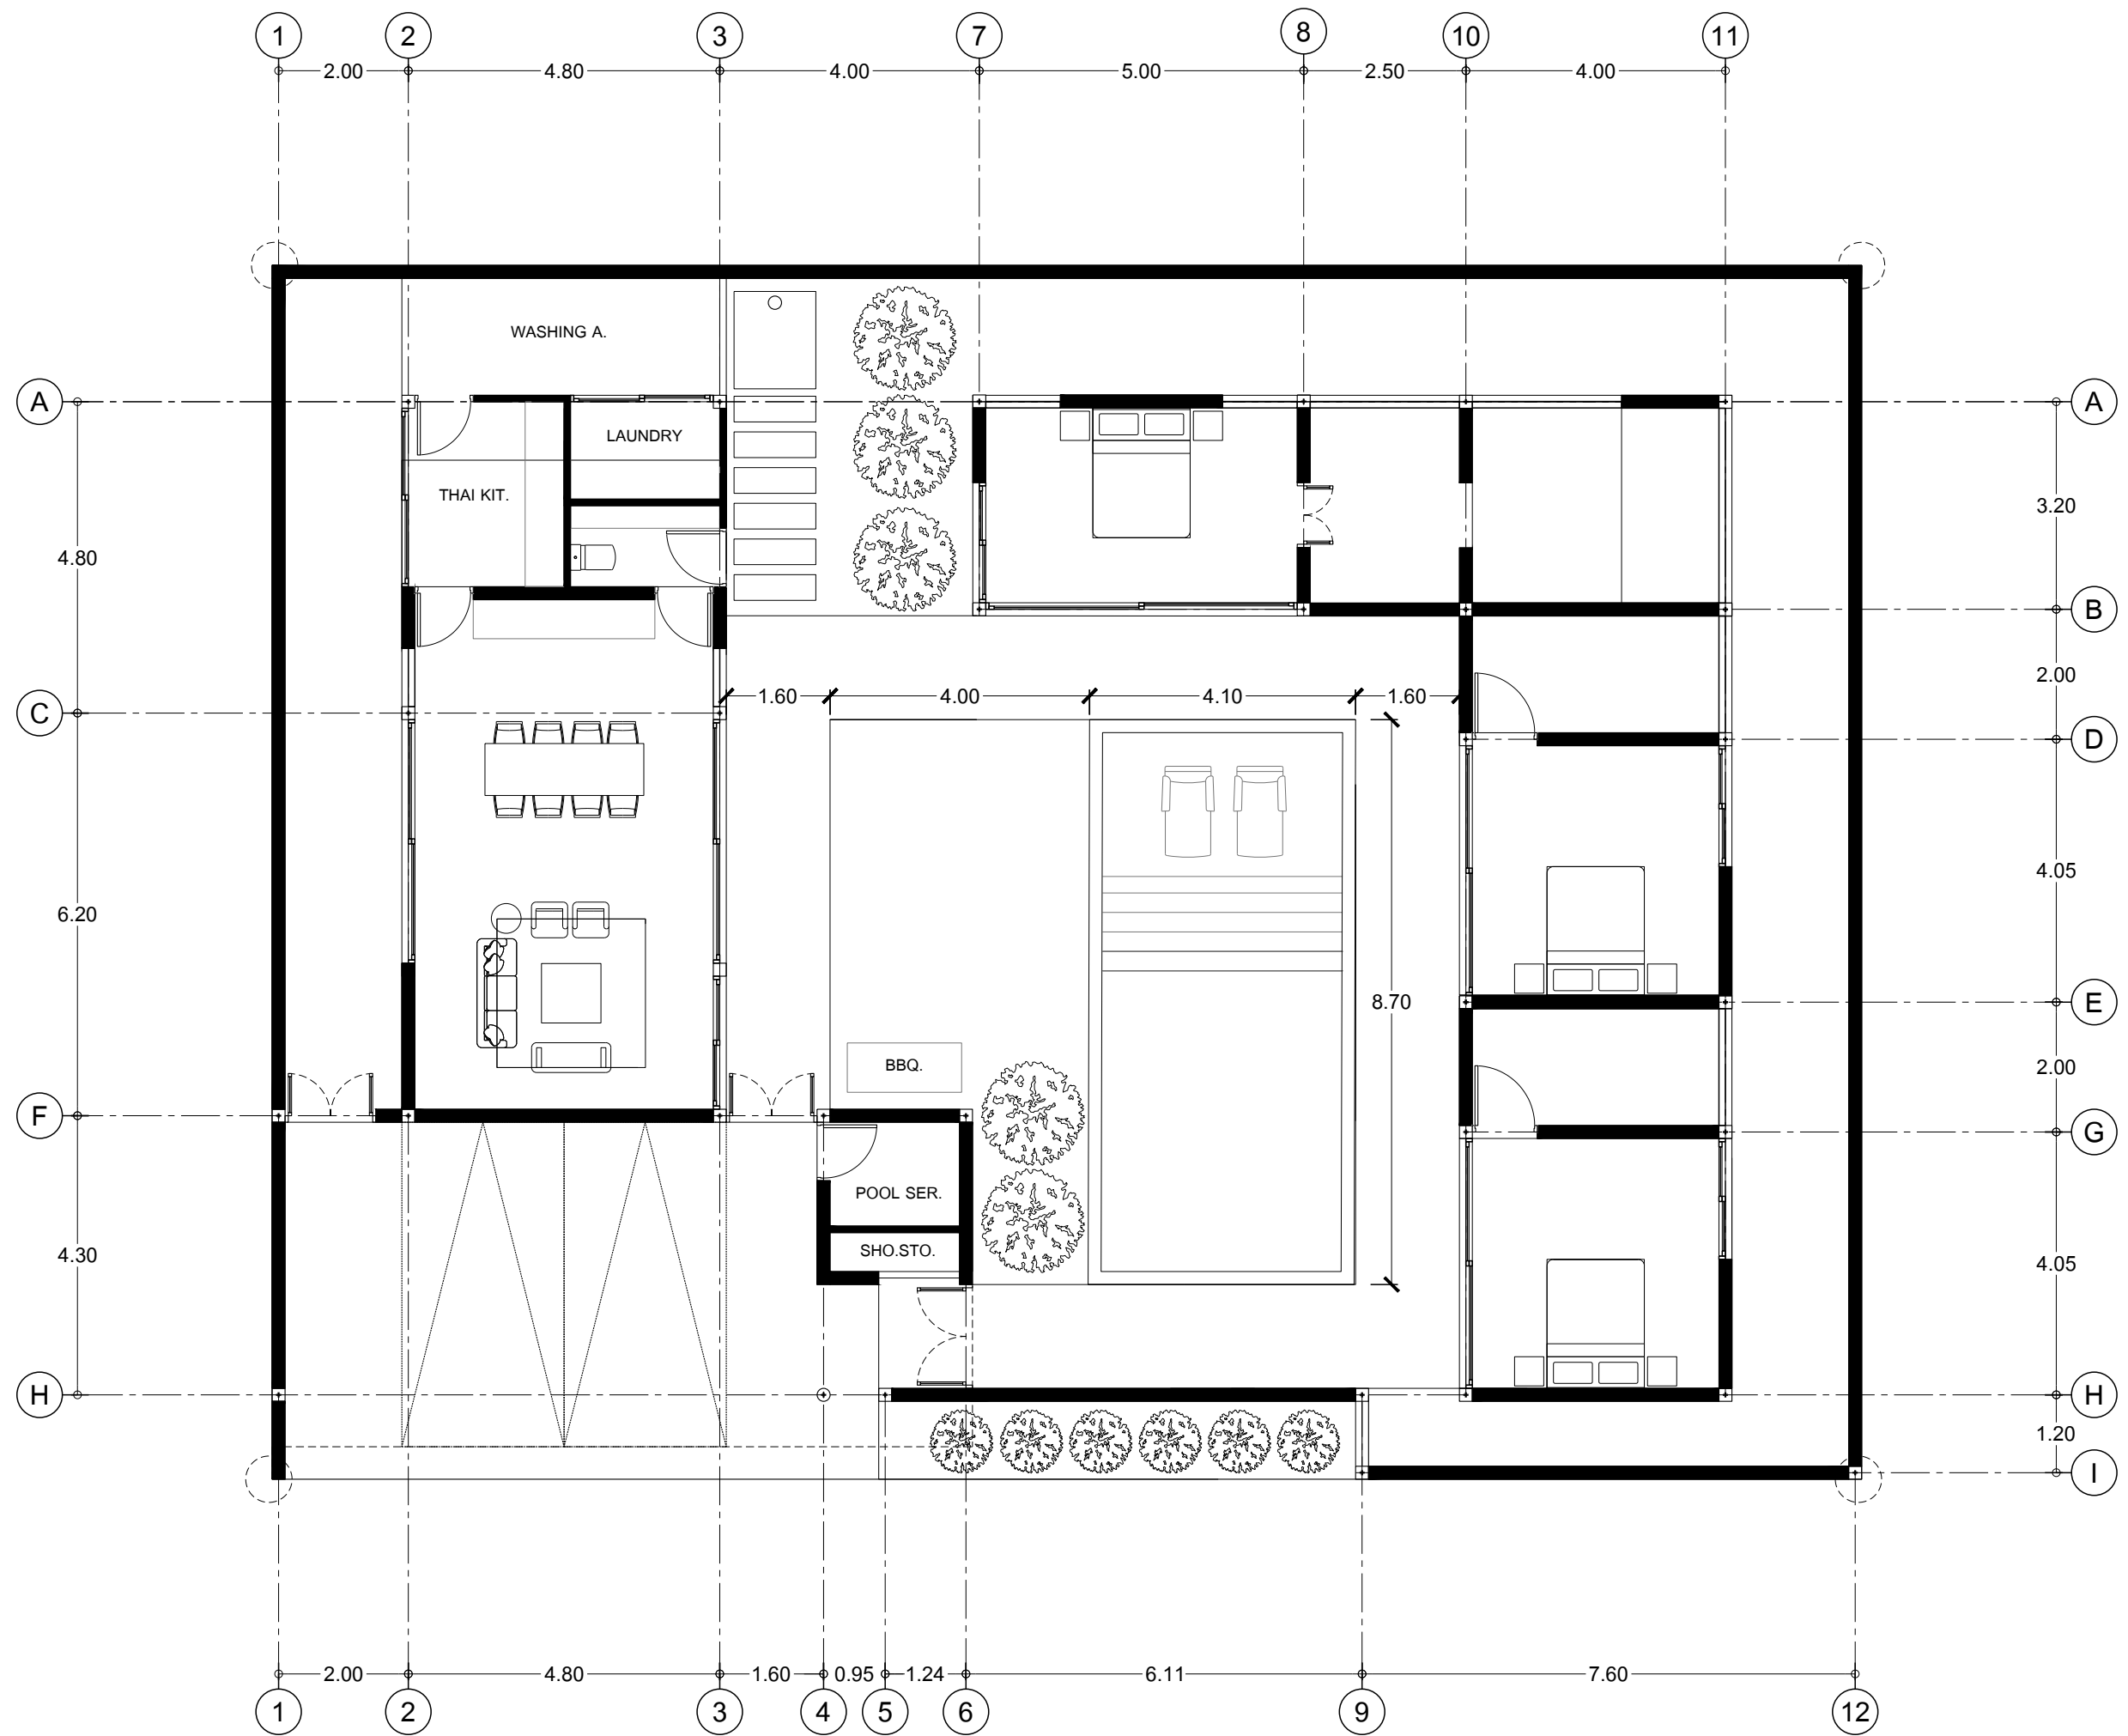 1 2 3 7 8 10 11
2.00 4.80 4.00 5.00 2.50 4.00
WASHING A.
A A
LAUNDRY
THAI KIT.
3.20
4.80
B
2.00
1.60 4.00 4.10 1.60
C
D
4.05
6.20
8.70
E
BBQ.
2.00
F
G
POOL SER.
SHO.STO.
4.30
4.05
H H
1.20
I
2.00 4.80 1.60 0.95 1.24 6.11 7.60
1 2 3 4 5 6 9 12